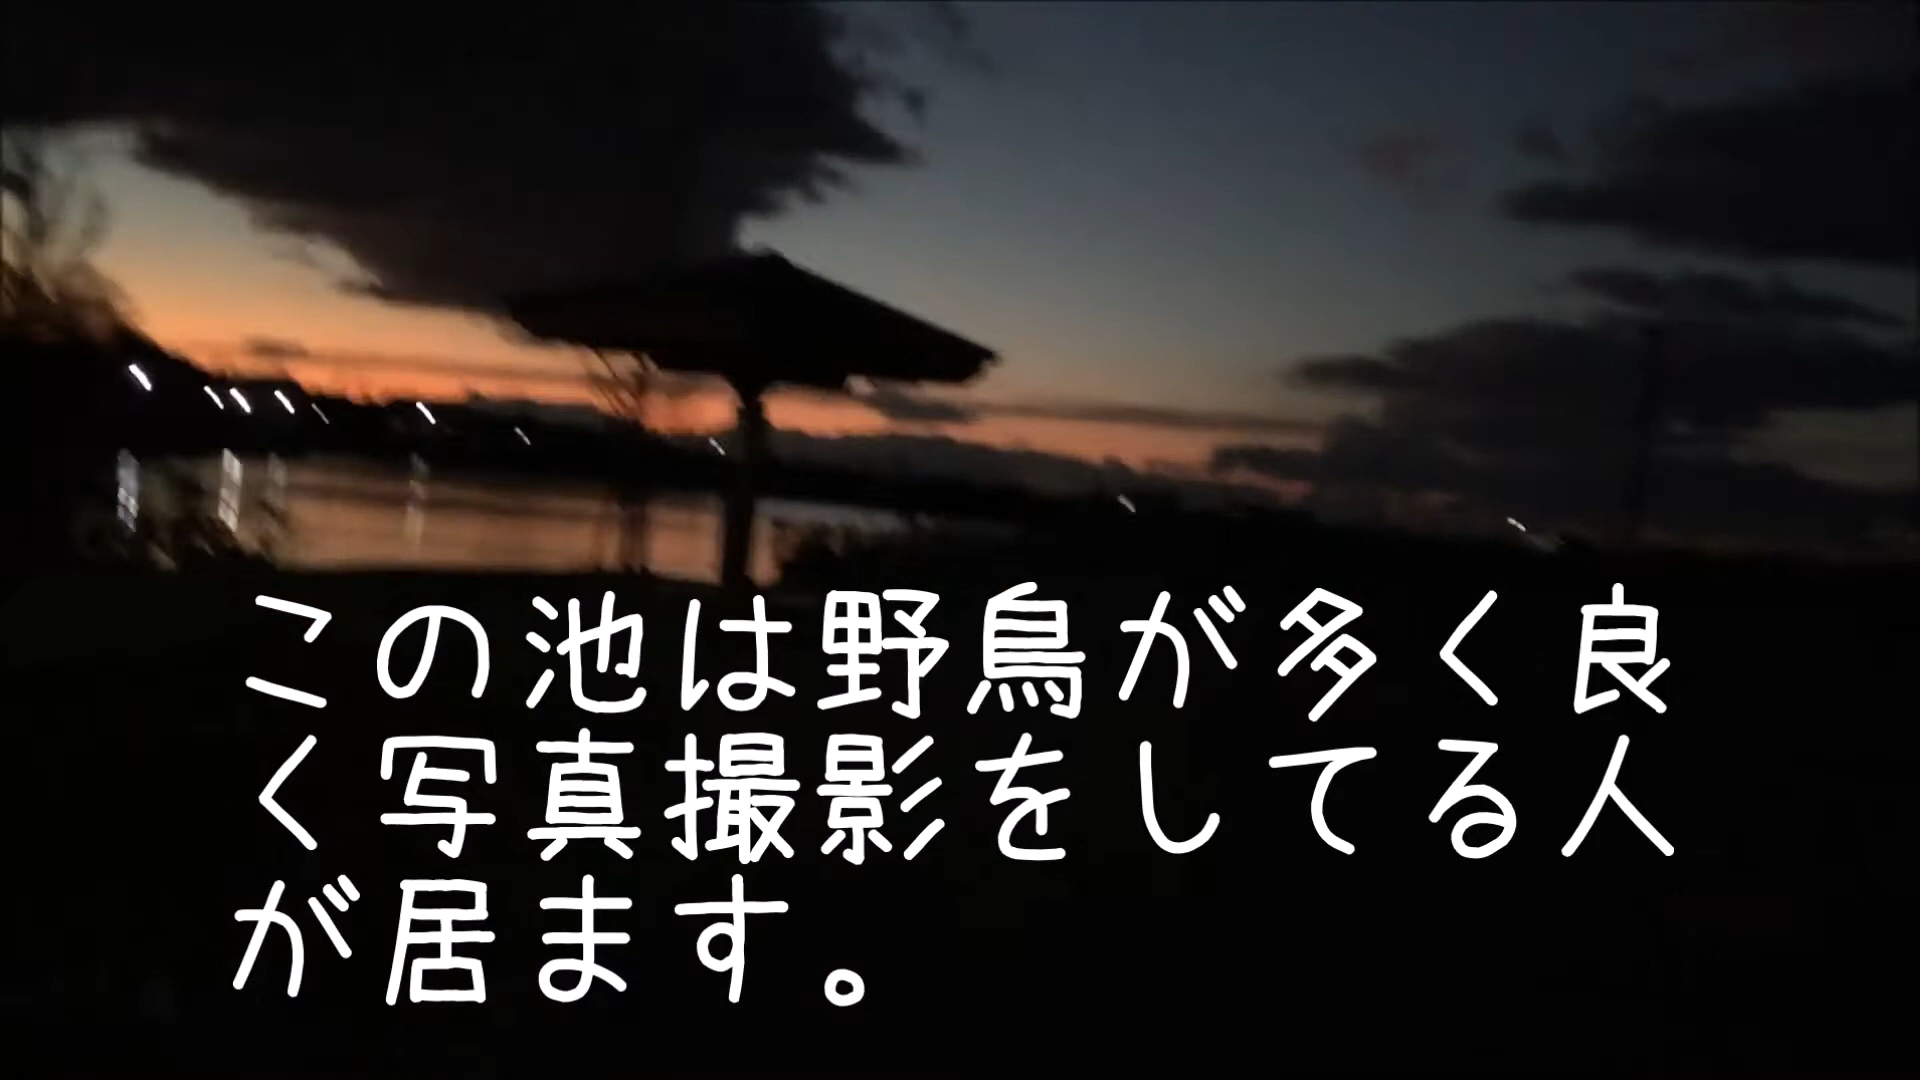 この池は野鳥が多く良
く写真撮影をしてる人
が居ます。